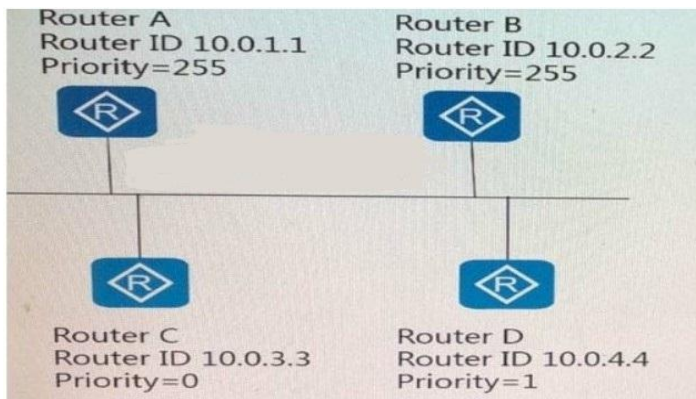 Router A
Router ID 10.0.1.1
Priority=255
Router B
Router ID 10.0.2.2
Priority=255
R
R
R
R
Router C
Router ID 10.0.3.3
Priority=0
Router D
Router ID 10.0.4.4
Priority=1